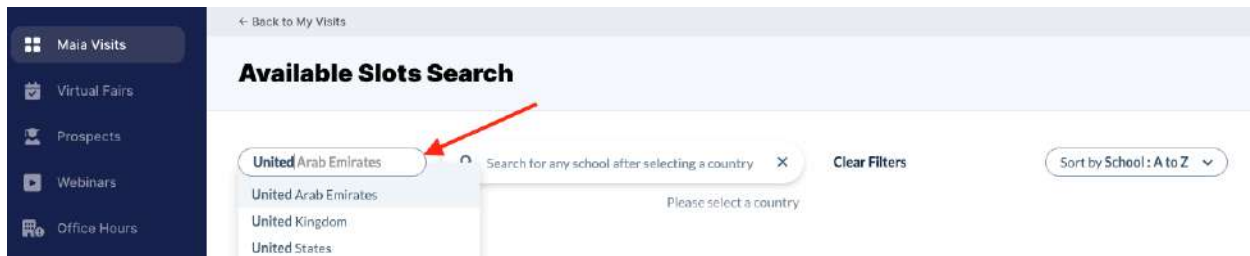 ← Back to My Visits
Maia Visits
Available Slots Search
Virtual Fairs
Prospects
United Arab Emirates
Search for any school after selecting a country
Clear Filters
Sort by School : A to Z
Webinars
United Arab Emirates
Please select a country
United Kingdom
Office Hours
United States